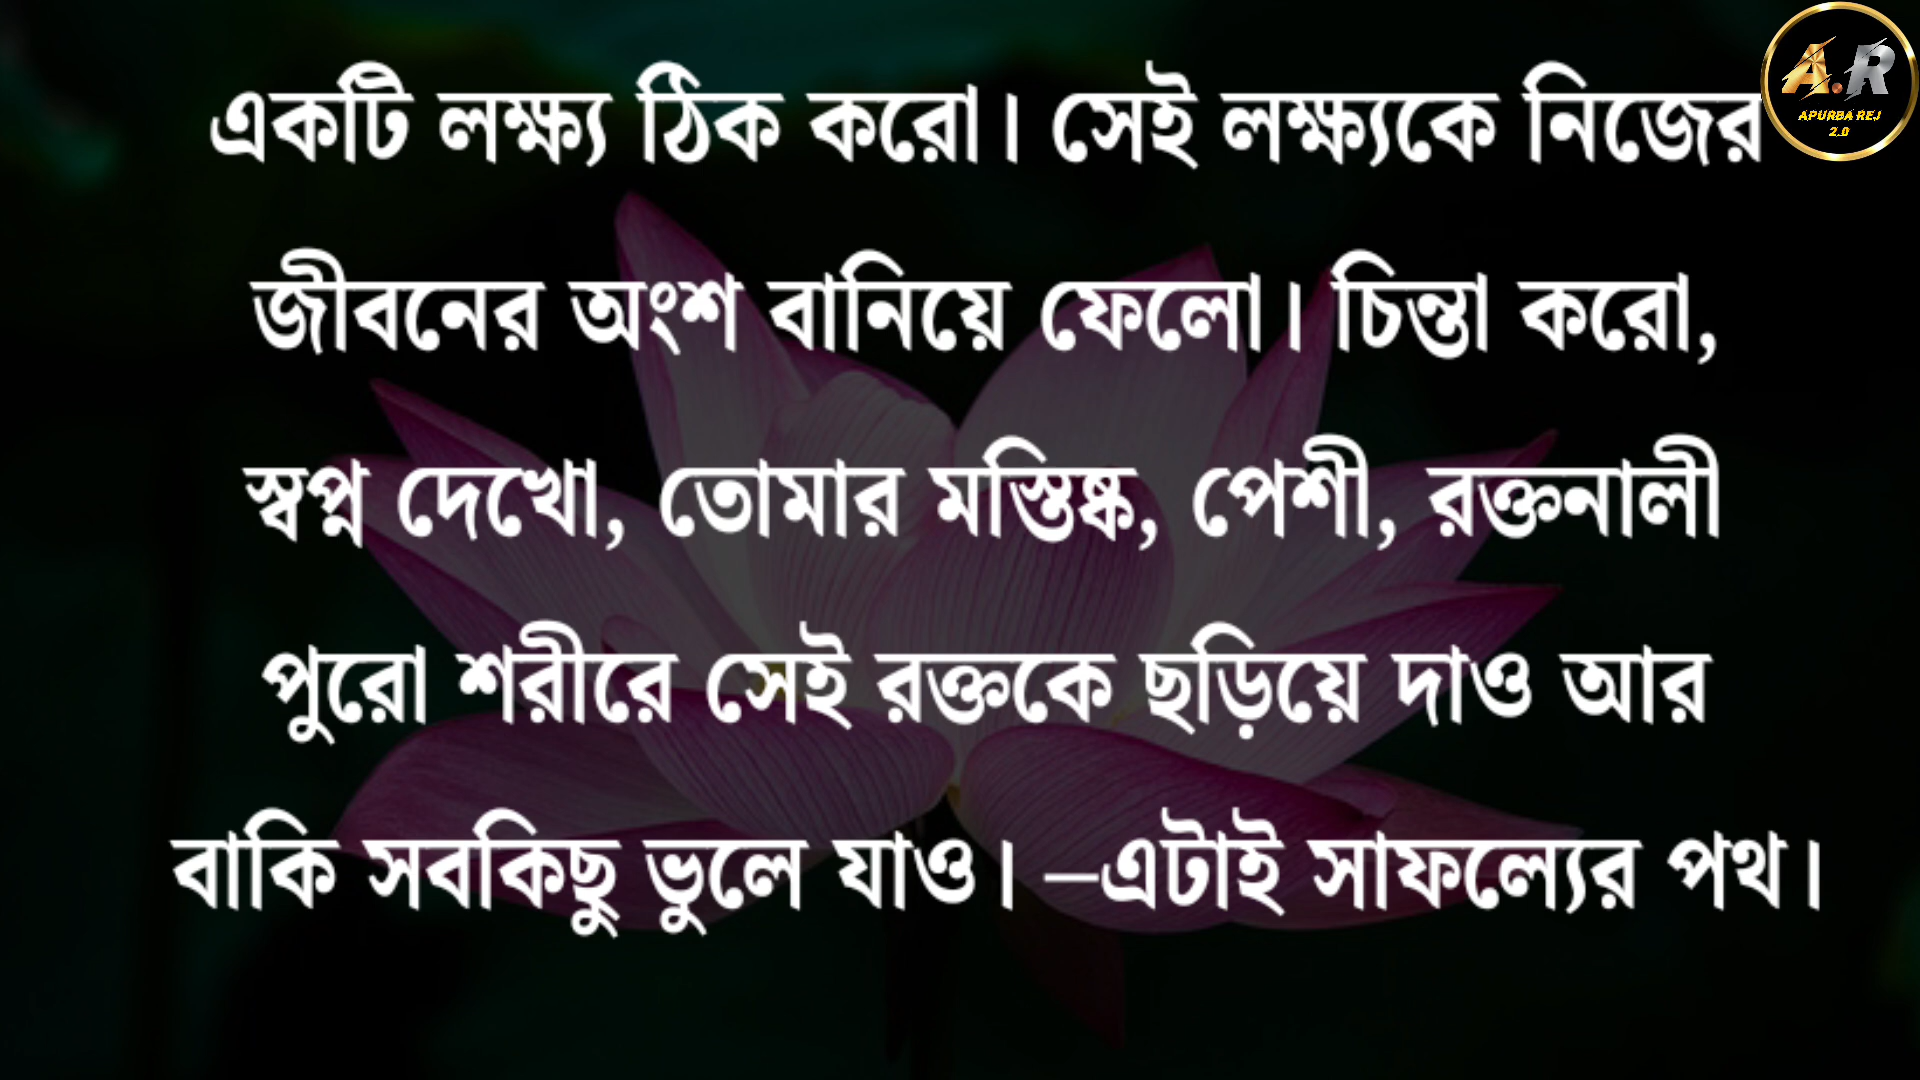 একটি লক্ষ্য ঠিক করো। সেই লক্ষ্যকে নিজের
জীবনের অংশ বানিয়ে ফেলো। চিন্তা করো,
স্বপ্ন দেখো, তোমার মস্তিষ্ক, পেশী, রক্তনালী
পুরো শরীরে সেই রক্তকে ছড়িয়ে দাও আর
বাকি সবকিছু ভুলে যাও। –এটাই সাফল্যের পথ।
A.R
APURBA REJ
2.0